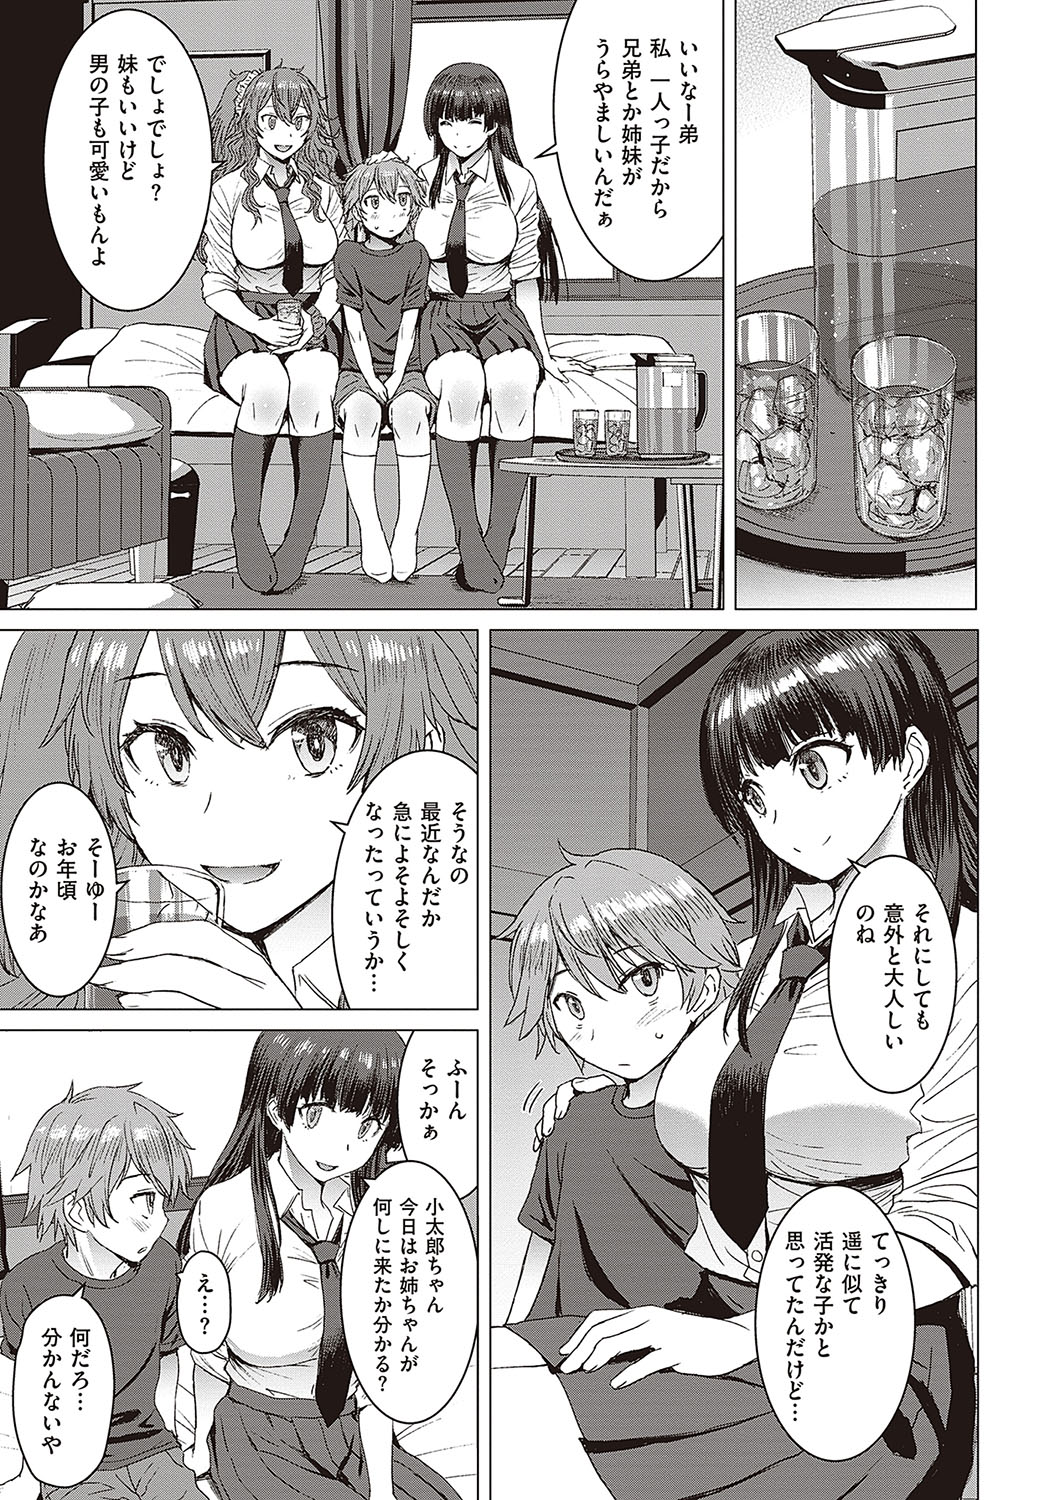 いいなー弟
私 一人っ子だから
兄弟とか姉妹が
うらやましいんだぁ
でしょでしょ？
妹もいいけど
男の子も可愛いもんよ
それにしても
意外と大人しい
のね
てっきり
遥に似て
活発な子かと
思ってたんだけど…
そうなの
最近なんだか
急によそよそしく
なったっていうか…
そーゆー
お年頃
なのかなあ
ふーん
そっかぁ
小太郎ちゃん
今日はお姉ちゃんが
何しに来たか分かる？
え…？
何だろ…
分かんないや